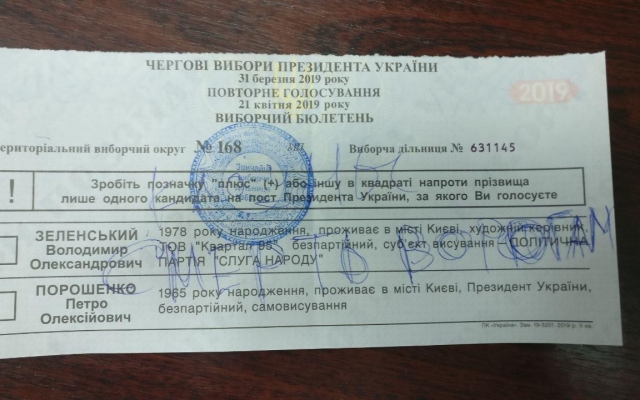 ЧЕРГОВІ ВИБОРИ ПРЕЗИДЕНТА УКРАЇНИ
31 березня 2019 року
ПОВТОРНЕ ГОЛОСУВАННЯ
21 квітня 2019 року
ВИБОРЧИЙ БЮЛЕТЕНЬ
2019
ериторіальний виборчий округ № 168
Виборча дільниця № 631145
! Зробіть позначку "плюс" (+) або іншу в квадраті напроти прізвища
лише одного кандидата на пост Президента України, за якого Ви голосуєте
ЗЕЛЕНСЬКИЙ
Володимир
Олександрович
1978 року народження, проживає в місті Києві, художник керівник,
ТОВ "Квартал 95", безпартійний, суб'єкт висування – ПОЛІТИЧНА
ПАРТІЯ "СЛУГА НАРОДУ"
СМЕРТЬ ВОРОГАМ
ПОРОШЕНКО
Петро
Олексійович
1965 року народження, проживає в місті Києві, Президент України,
безпартійний, самовисування